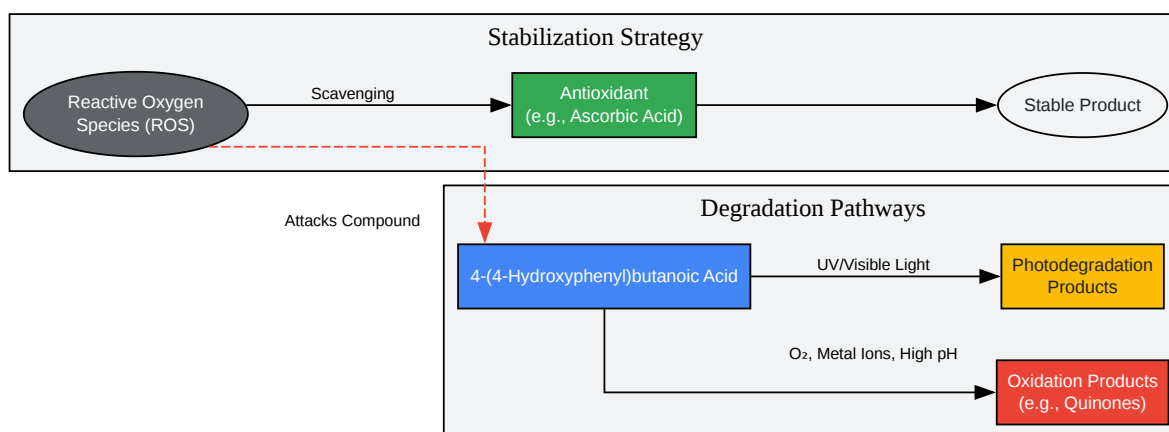 Stabilization Strategy
Reactive Oxygen
Species (ROS)
Scavenging
Antioxidant
(e.g., Ascorbic Acid)
Stable Product
Attacks Compound
Degradation Pathways
4-(4-Hydroxyphenyl)butanoic Acid
UV/Visible Light
Photodegradation
Products
O₂, Metal Ions, High pH
Oxidation Products
(e.g., Quinones)